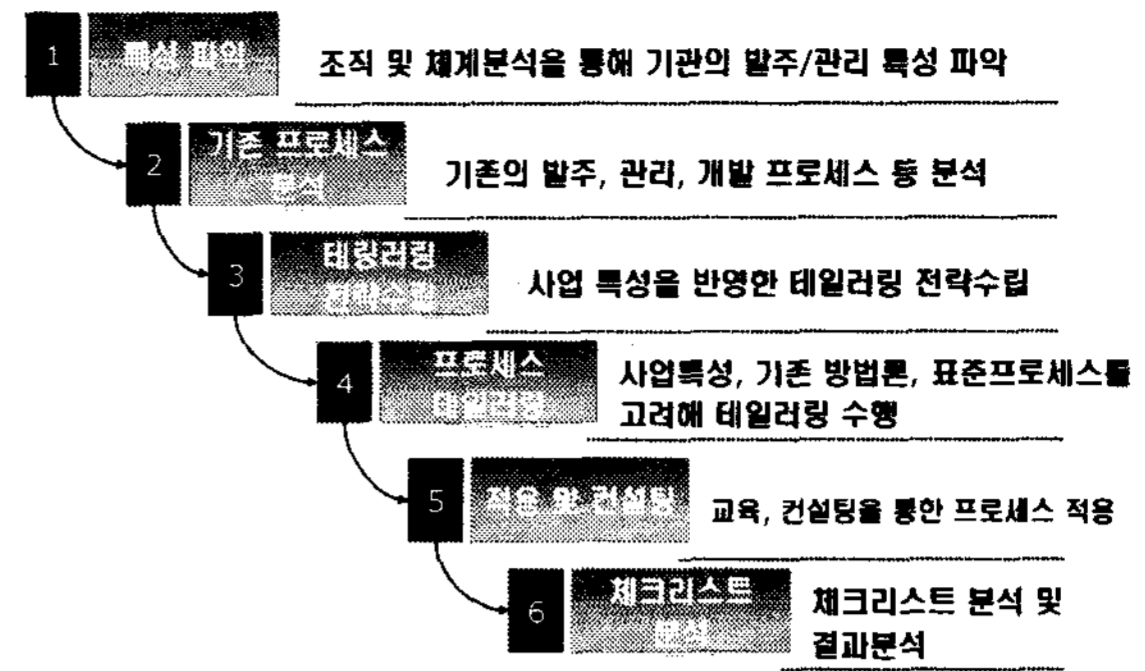 1
특성 파악
조직 및 체계분석을 통해 기관의 발주/관리 특성 파악
2
기존 프로세스
분석
기존의 발주, 관리, 개발 프로세스 등 분석
3
테링러링
전략수립
사업 특성을 반영한 테일러링 전략수립
4
프로세스
테일러링
사업특성, 기존 방법론, 표준프로세스를
고려해 테일러링 수행
5
적용 및 컨설팅
교육, 컨설팅을 통한 프로세스 적용
6
체크리스트
분석
체크리스트 분석 및
결과분석